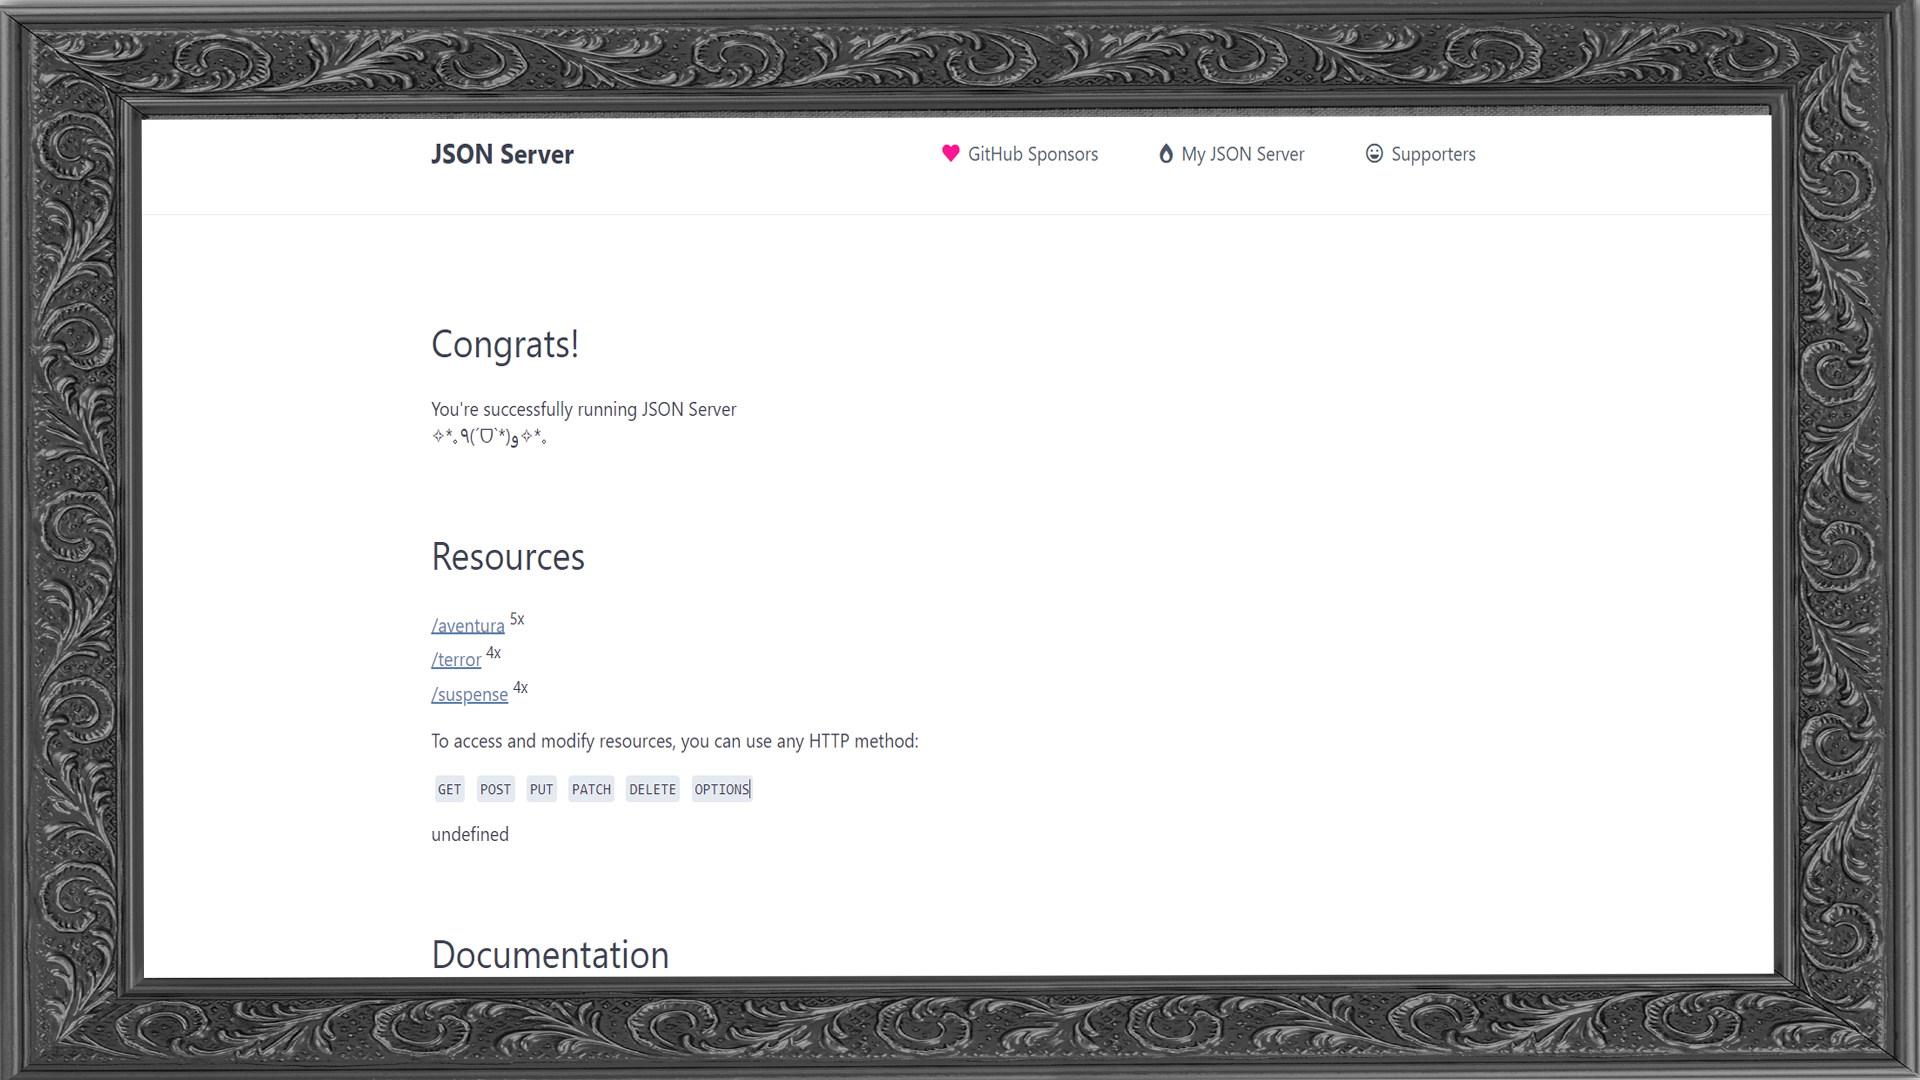 JSON Server
GitHub Sponsors
My JSON Server
Supporters
Congrats!
You're successfully running JSON Server
✧*｡٩(ˊᗜˋ*)و✧*｡
Resources
/aventura 5x
/terror 4x
/suspense 4x
To access and modify resources, you can use any HTTP method:
GET POST PUT PATCH DELETE OPTIONS
undefined
Documentation